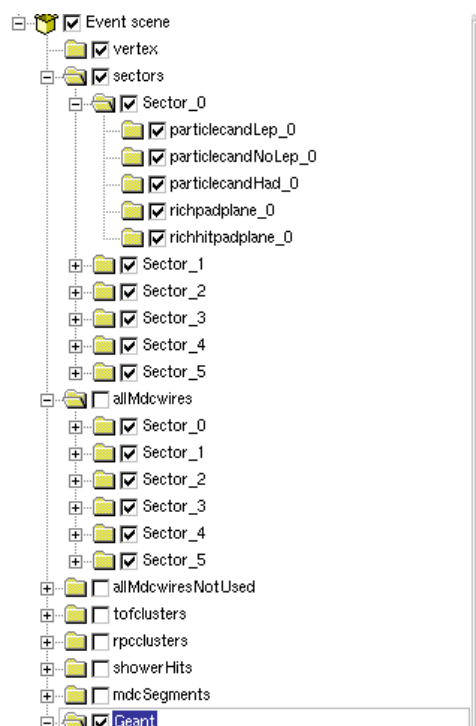 Event scene
vertex
sectors
Sector_0
particlecandLep_0
particlecandNoLep_0
particlecandHad_0
richpadplane_0
richhitpadplane_0
Sector_1
Sector_2
Sector_3
Sector_4
Sector_5
allMdcwires
Sector_0
Sector_1
Sector_2
Sector_3
Sector_4
Sector_5
allMdcwiresNotUsed
tofclusters
rpcclusters
showerHits
mdcSegments
Geant